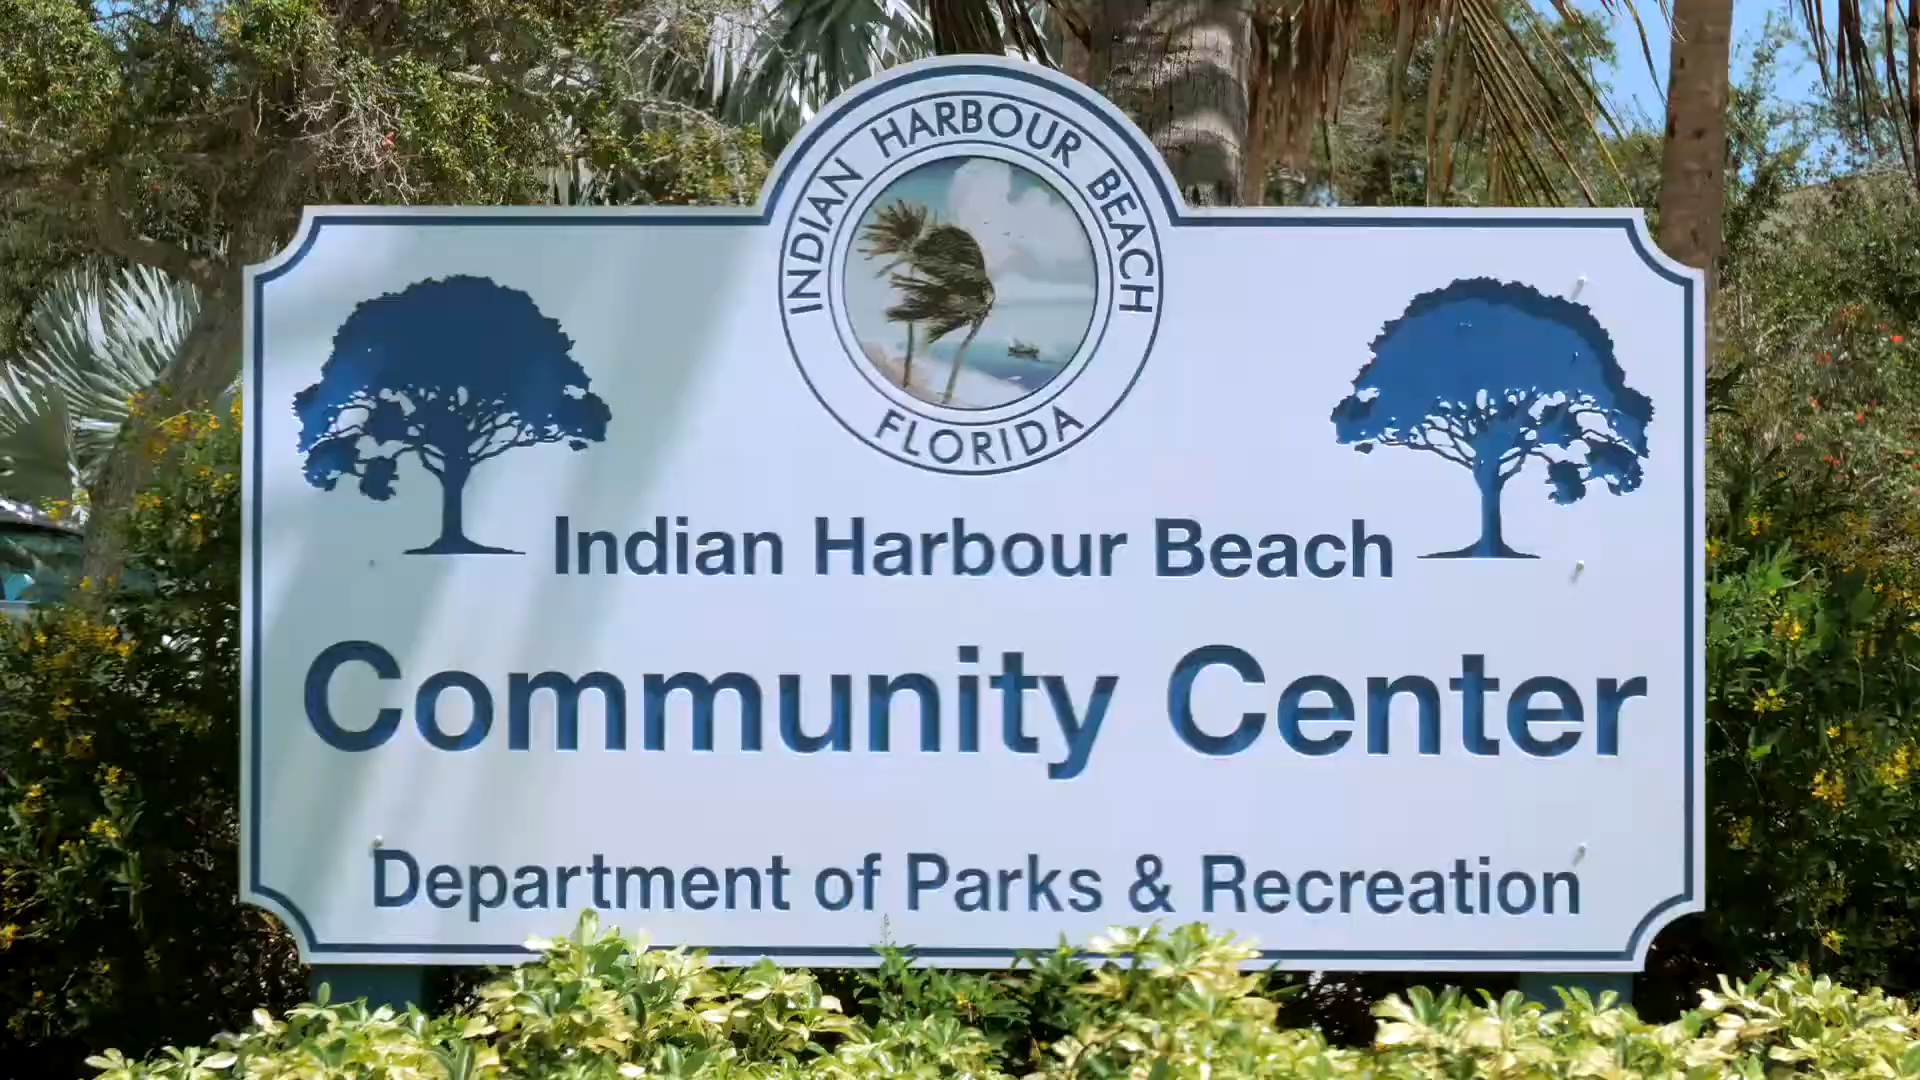 INDIAN HARBOUR BEACH
FLORIDA
Indian Harbour Beach
Community Center
Department of Parks & Recreation